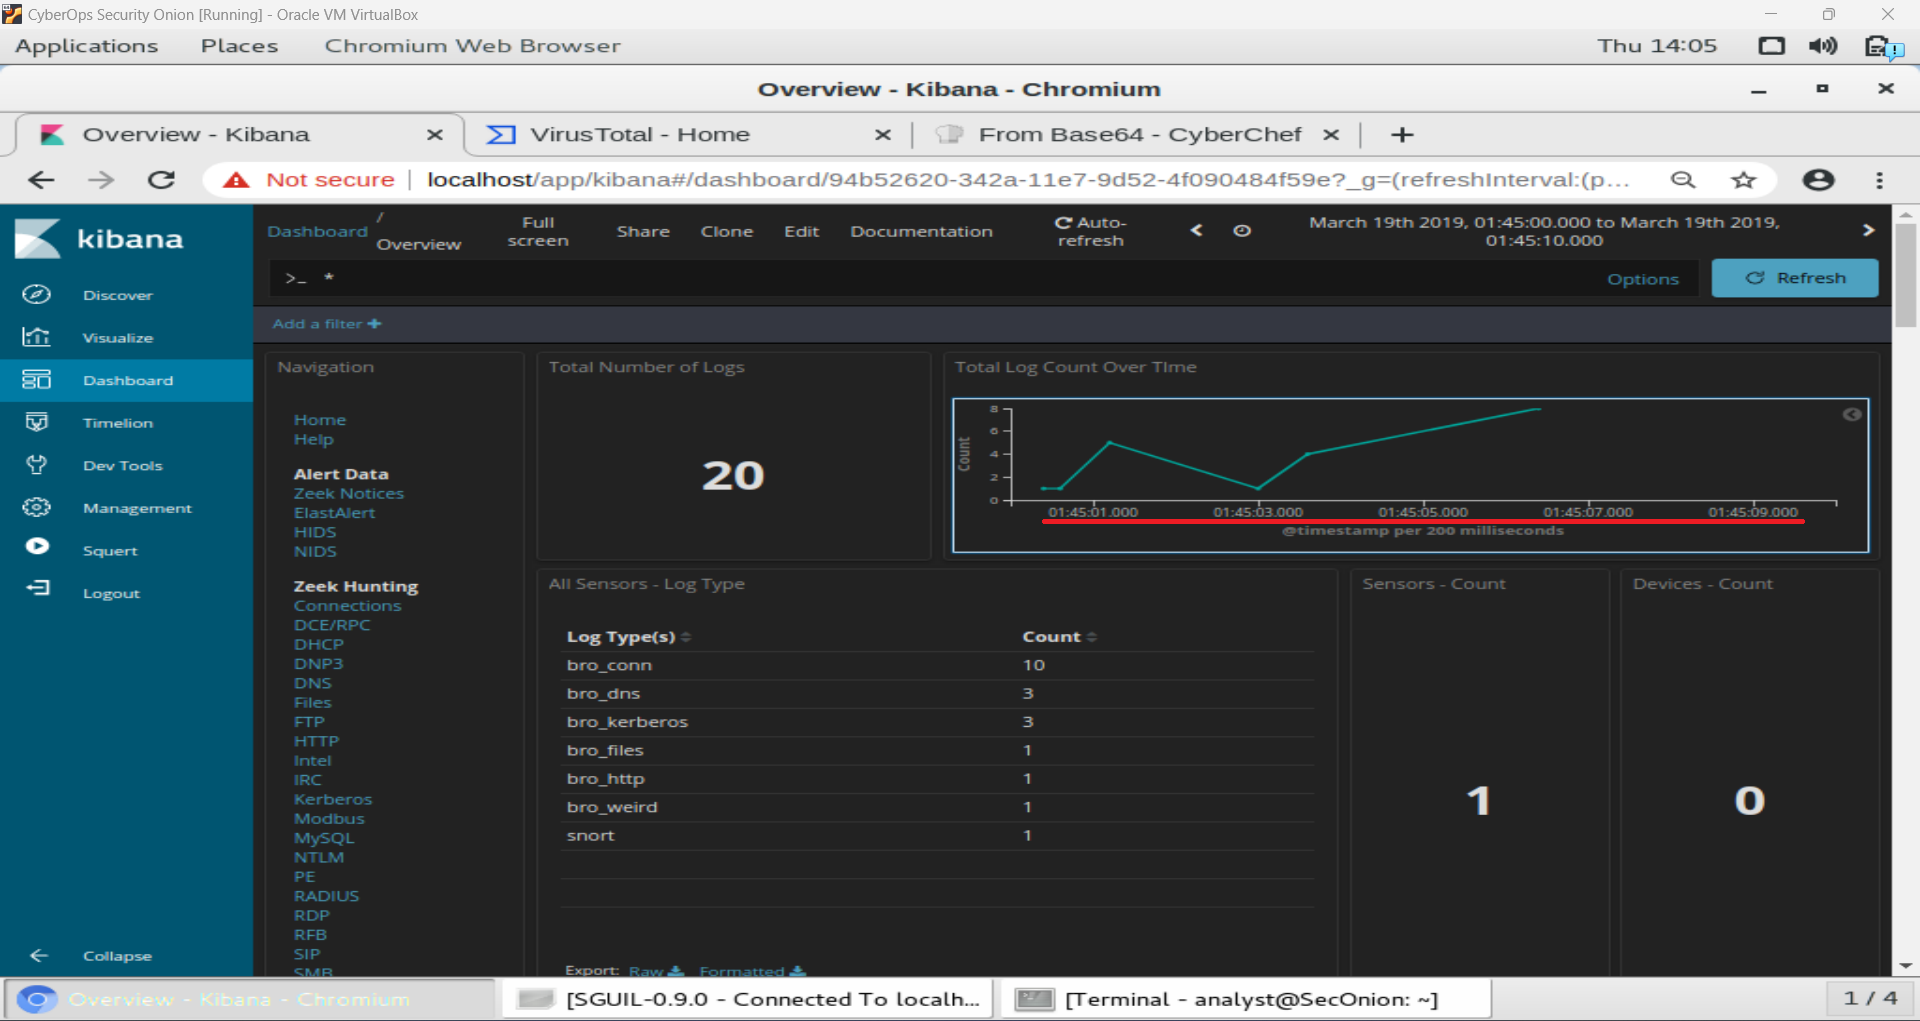 CyberOps Security Onion [Running] - Oracle VM VirtualBox
Applications Places Chromium Web Browser Thu 14:05
Overview - Kibana - Chromium
Overview - Kibana VirusTotal - Home From Base64 - CyberChef
Not secure localhost/app/kibana#/dashboard/94b52620-342a-11e7-9d52-4f090484f59e?_g=(refreshInterval:(p...
kibana
Discover
Visualize
Dashboard
Timelion
Dev Tools
Management
Squert
Logout
Collapse
Dashboard / Overview Full screen Share Clone Edit Documentation Auto-refresh
March 19th 2019, 01:45:00.000 to March 19th 2019,
01:45:10.000
>_ * Options Refresh
Add a filter +
Navigation
Home
Help
Alert Data
Zeek Notices
ElastAlert
HIDS
NIDS
Zeek Hunting
Connections
DCE/RPC
DHCP
DNP3
DNS
Files
FTP
HTTP
Intel
IRC
Kerberos
Modbus
MySQL
NTLM
PE
RADIUS
RDP
RFB
SIP
SMB
Total Number of Logs
20
Total Log Count Over TIme
Count
8
6
4
2
0
01:45:01.000 01:45:03.000 01:45:05.000 01:45:07.000 01:45:09.000
@timestamp per 200 milliseconds
All Sensors - Log Type
Log Type(s) Count
bro_conn 10
bro_dns 3
bro_kerberos 3
bro_files 1
bro_http 1
bro_weird 1
snort 1
Export: Raw Formatted
Sensors - Count
1
Devices - Count
0
Overview - Kibana - Chromium [SGUIL-0.9.0 - Connected To localh... [Terminal - analyst@SecOnion: ~] 1 / 4